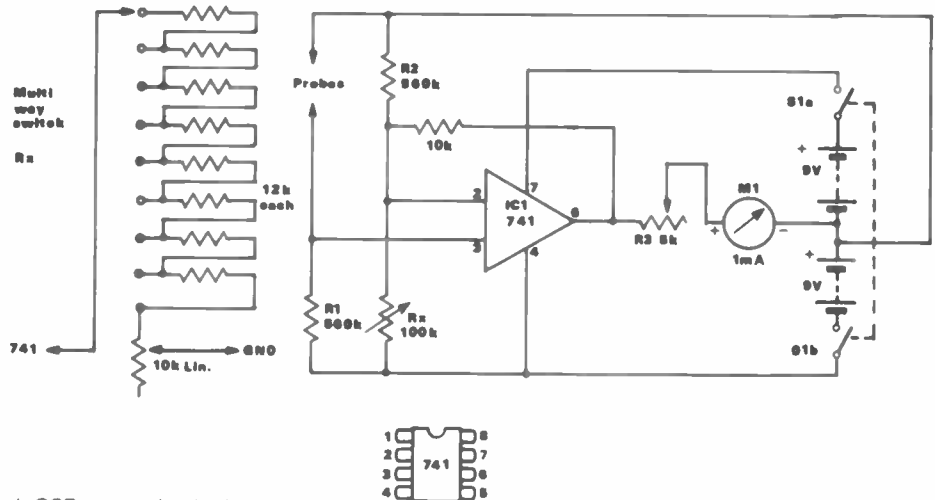 Multi
way
switch
Rx
12k
each
741
GND
10k Lin.
Probes
R2
560k
10k
2
3
7
IC1
741
6
4
R1
560k
Rx
100k
R3 5k
M1
+
-
1mA
S1a
+
9V
+
9V
S1b
1
2
3
4
741
8
7
6
5